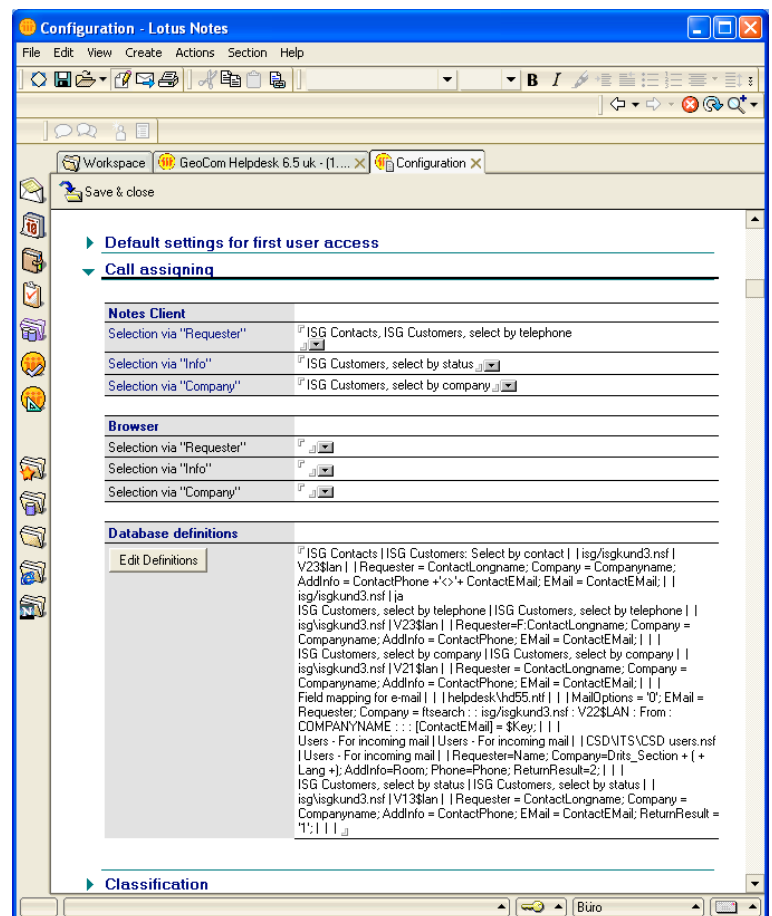 Configuration - Lotus Notes
File Edit View Create Actions Section Help
B I
Workspace
GeoCom Helpdesk 6.5 uk - (1....
Configuration
Save & close
Default settings for first user access
Call assigning
Notes Client
Selection via "Requester"
ISG Contacts, ISG Customers, select by telephone
Selection via "Info"
ISG Customers, select by status
Selection via "Company"
ISG Customers, select by company
Browser
Selection via "Requester"
Selection via "Info"
Selection via "Company"
Database definitions
Edit Definitions
ISG Contacts | ISG Customers: Select by contact | | isg/isgkund3.nsf |
V23$lan | | Requester = ContactLongname; Company = Companyname;
AddInfo = ContactPhone +'<>'+ ContactEMail; EMail = ContactEMail; | |
isg/isgkund3.nsf | ja
ISG Customers, select by telephone | ISG Customers, select by telephone | |
isg\isgkund3.nsf | V23$lan | | Requester=F:ContactLongname; Company =
Companyname; AddInfo = ContactPhone; EMail = ContactEMail; | | |
ISG Customers, select by company | ISG Customers, select by company | |
isg\isgkund3.nsf | V21$lan | | Requester = ContactLongname; Company =
Companyname; AddInfo = ContactPhone; EMail = ContactEMail; | | |
Field mapping for e-mail | | | helpdesk\hd55.ntf | | | MailOptions = '0'; EMail =
Requester; Company = ftsearch : : isg/isgkund3.nsf : V22$LAN : From :
COMPANYNAME : : : [ContactEMail] = $Key; | | |
Users - For incoming mail | Users - For incoming mail | | CSD\ITS\CSD users.nsf
| Users - For incoming mail | | Requester=Name; Company=Drits_Section + ( +
Lang +); AddInfo=Room; Phone=Phone; ReturnResult=2; | | |
ISG Customers, select by status | ISG Customers, select by status | |
isg\isgkund3.nsf | V13$lan | | Requester = ContactLongname; Company =
Companyname; AddInfo = ContactPhone; EMail = ContactEMail; ReturnResult =
'1'; | | |
Classification
Büro